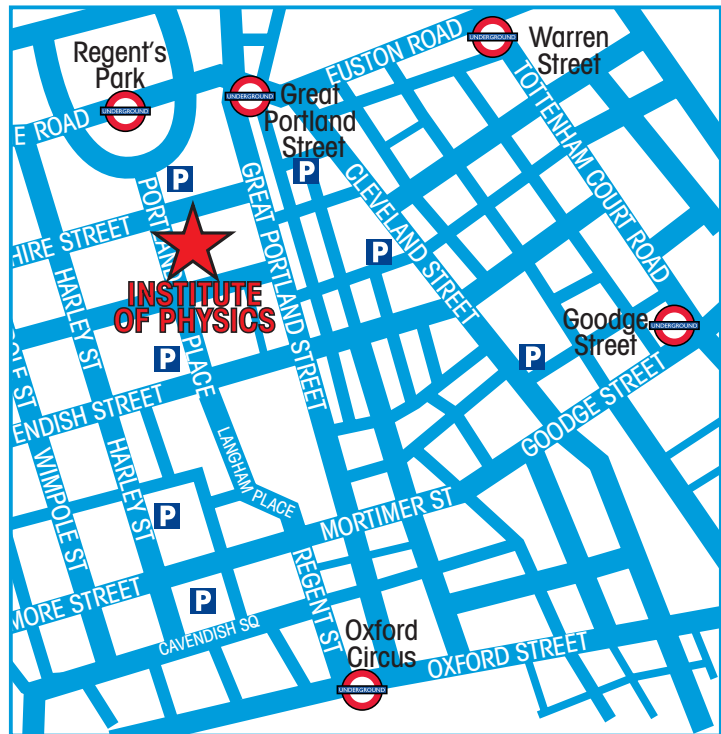 Regent's
Park
UNDERGROUND
E ROAD
UNDERGROUND
Great
Portland
Street
EUSTON ROAD
UNDERGROUND
Warren
Street
TOTTENHAM COURT ROAD
P
P
PORTLAND PLACE
GREAT PORTLAND STREET
CLEVELAND STREET
HIRE STREET
P
INSTITUTE
OF PHYSICS
HARLEY ST
Goodge
Street
UNDERGROUND
P
P
OLE ST
ENDISH STREET
GOODGE STREET
WIMPOLE ST
HARLEY ST
LANGHAM PLACE
P
MORTIMER ST
MORE STREET
REGENT ST
P
CAVENDISH SQ
Oxford
Circus
UNDERGROUND
OXFORD STREET